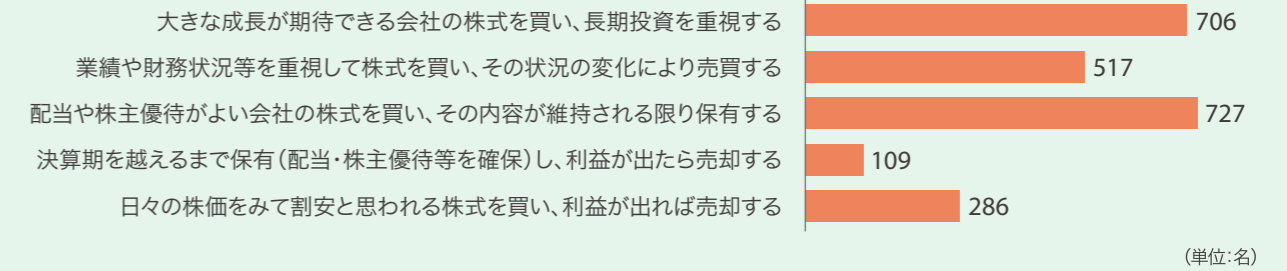 大きな成長が期待できる会社の株式を買い、長期投資を重視する 706
業績や財務状況等を重視して株式を買い、その状況の変化により売買する 517
配当や株主優待がよい会社の株式を買い、その内容が維持される限り保有する 727
決算期を越えるまで保有（配当・株主優待等を確保）し、利益が出たら売却する 109
日々の株価をみて割安と思われる株式を買い、利益が出れば売却する 286
（単位：名）